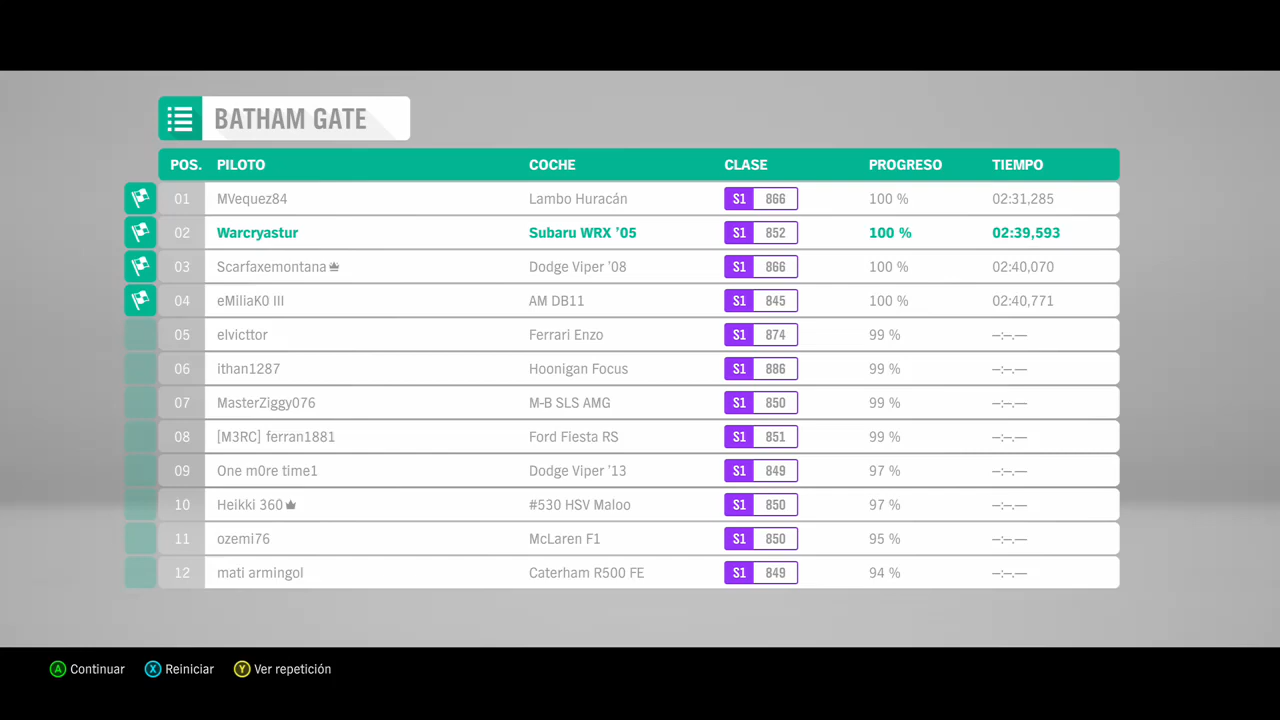 BATHAM GATE
POS. PILOTO COCHE CLASE PROGRESO TIEMPO
01 MVequez84 Lambo Huracán S1 866 100 % 02:31,285
02 Warcryastur Subaru WRX ’05 S1 852 100 % 02:39,593
03 Scarfaxemontana Dodge Viper ’08 S1 866 100 % 02:40,070
04 eMiliaK0 III AM DB11 S1 845 100 % 02:40,771
05 elvicttor Ferrari Enzo S1 874 99 % –:–.––
06 ithan1287 Hoonigan Focus S1 886 99 % –:–.––
07 MasterZiggy076 M-B SLS AMG S1 850 99 % –:–.––
08 [M3RC] ferran1881 Ford Fiesta RS S1 851 99 % –:–.––
09 One m0re time1 Dodge Viper ’13 S1 849 97 % –:–.––
10 Heikki 360 #530 HSV Maloo S1 850 97 % –:–.––
11 ozemi76 McLaren F1 S1 850 95 % –:–.––
12 mati armingol Caterham R500 FE S1 849 94 % –:–.––
A Continuar X Reiniciar Y Ver repetición